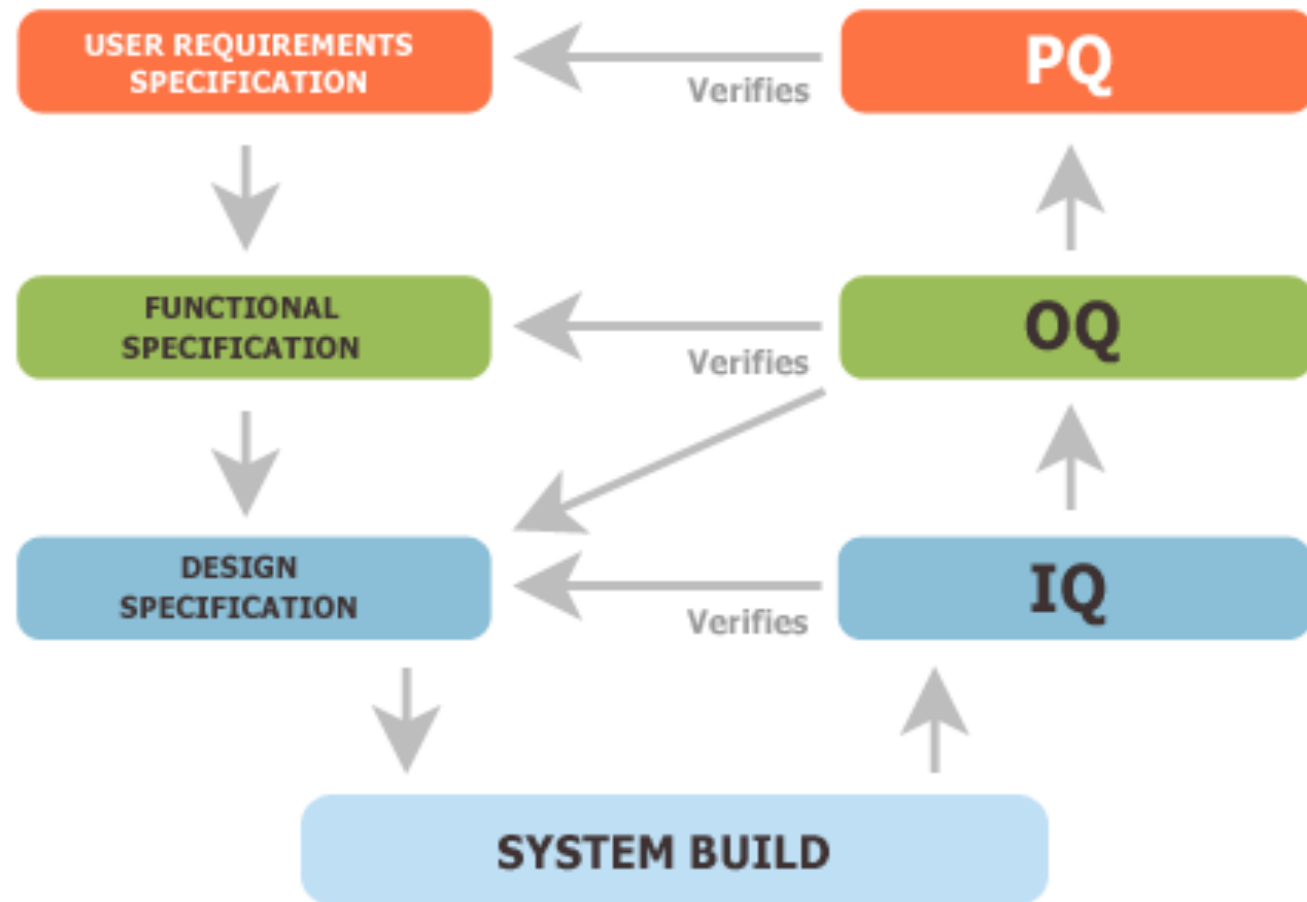 USER REQUIREMENTS
SPECIFICATION
Verifies
PQ
FUNCTIONAL
SPECIFICATION
Verifies
OQ
DESIGN
SPECIFICATION
Verifies
IQ
SYSTEM BUILD